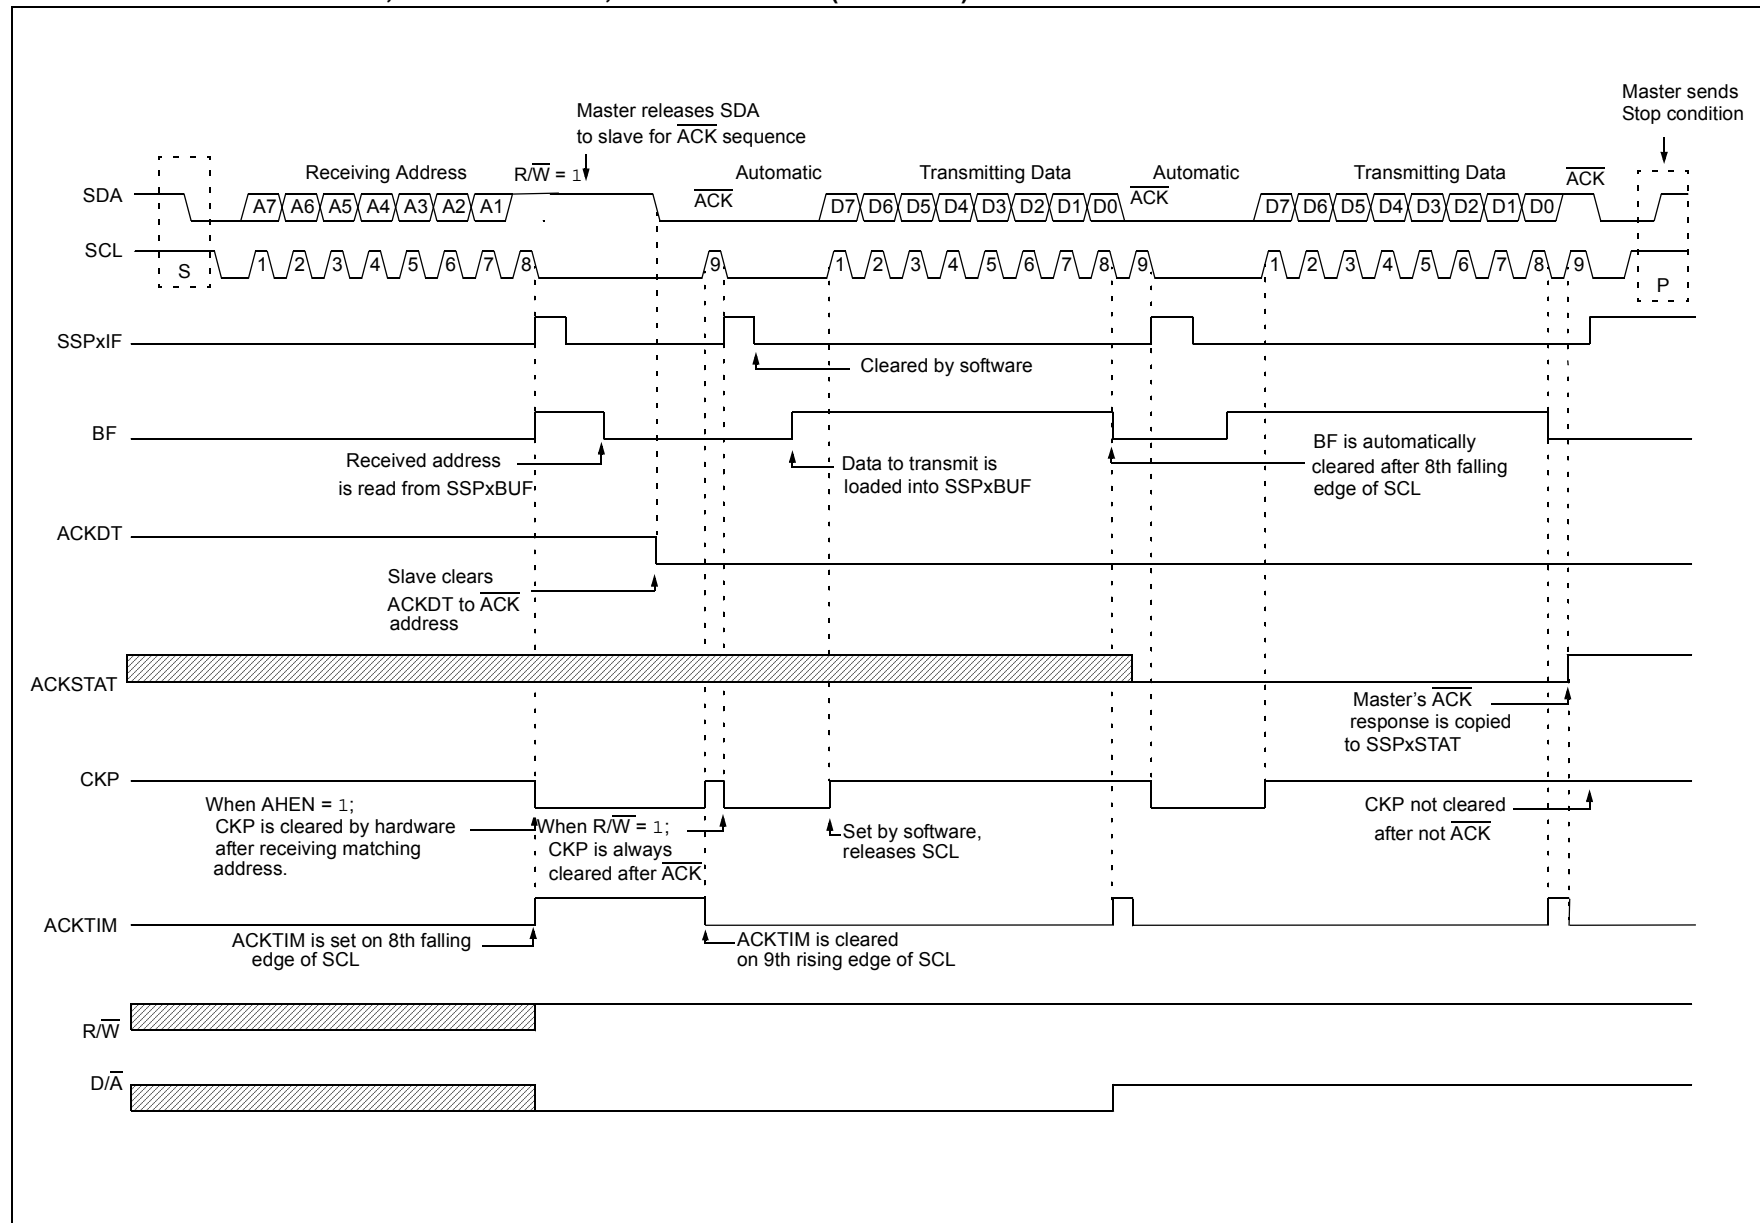 Master releases SDA
to slave for A̅C̅K̅ sequence
Master sends
Stop condition
Receiving Address
R/W̅ = 1
Automatic
Transmitting Data
Automatic
Transmitting Data
A̅C̅K̅
SDA
A7 A6 A5 A4 A3 A2 A1
A̅C̅K̅
D7 D6 D5 D4 D3 D2 D1 D0
A̅C̅K̅
D7 D6 D5 D4 D3 D2 D1 D0
SCL
S
1 2 3 4 5 6 7 8
9
1 2 3 4 5 6 7 8 9
1 2 3 4 5 6 7 8 9
P
SSPxIF
Cleared by software
BF
Received address
is read from SSPxBUF
Data to transmit is
loaded into SSPxBUF
BF is automatically
cleared after 8th falling
edge of SCL
ACKDT
Slave clears
ACKDT to A̅C̅K̅
address
ACKSTAT
Master’s A̅C̅K̅
response is copied
to SSPxSTAT
CKP
When AHEN = 1;
CKP is cleared by hardware
after receiving matching
address.
When R/W̅ = 1;
CKP is always
cleared after A̅C̅K̅
Set by software,
releases SCL
CKP not cleared
after not A̅C̅K̅
ACKTIM
ACKTIM is set on 8th falling
edge of SCL
ACKTIM is cleared
on 9th rising edge of SCL
R/W̅
D/A̅